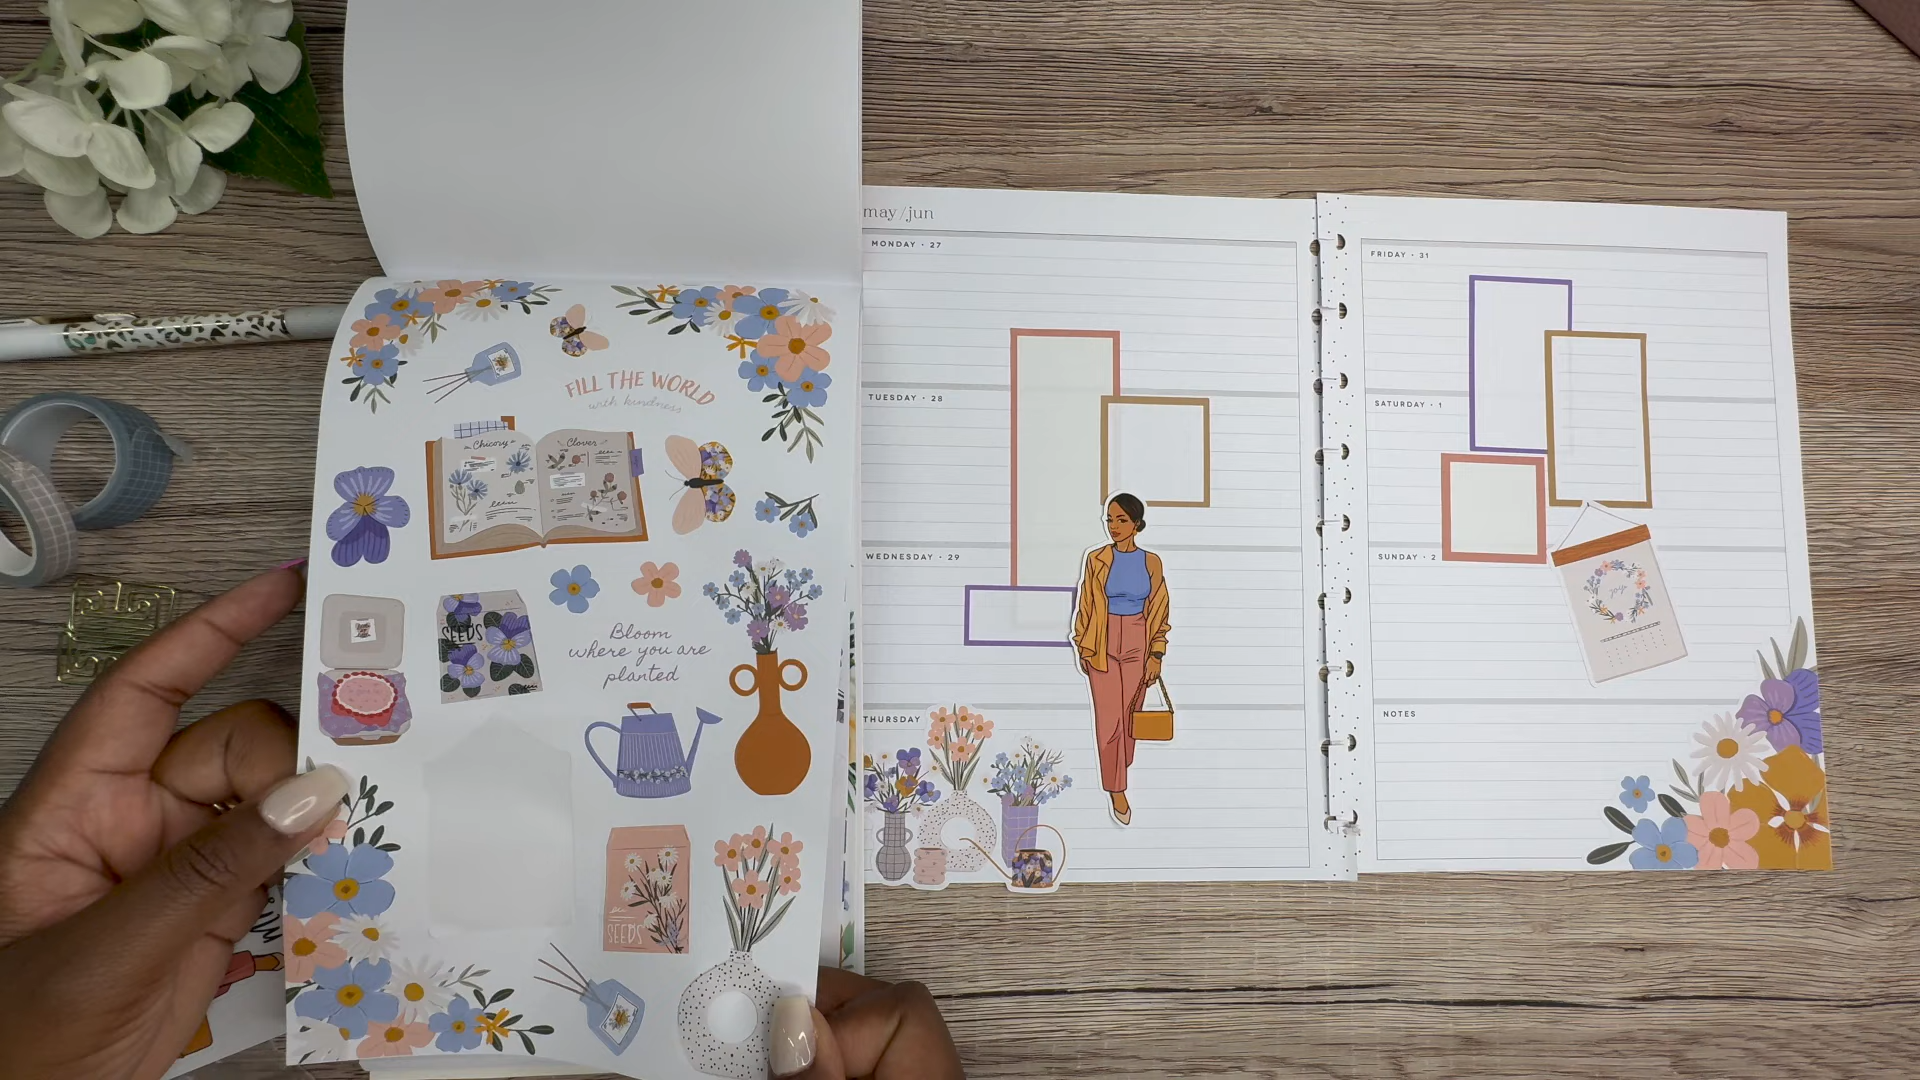 FILL THE WORLD
with kindness
Chicory
Clover
SEEDS
Bloom
where you are
planted
SEEDS
may/jun
MONDAY • 27
TUESDAY • 28
WEDNESDAY • 29
THURSDAY
FRIDAY • 31
SATURDAY • 1
SUNDAY • 2
joy
NOTES